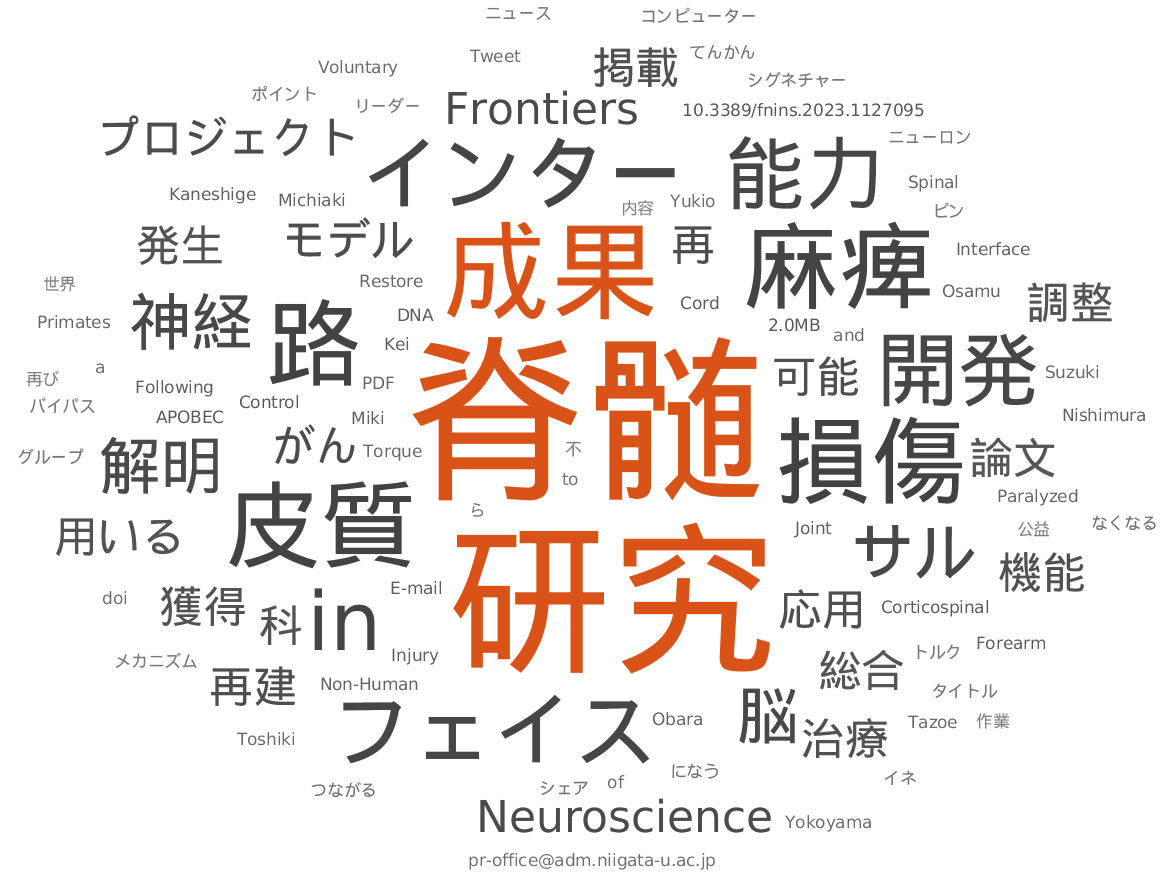 ニュース
コンピューター
Tweet
掲載
てんかん
Voluntary
シグネチャー
ポイント
リーダー
Frontiers
10.3389/fnins.2023.1127095
プロジェクト
ニューロン
インター
能力
Kaneshige
Michiaki
内容
Yukio
Spinal
ピン
発生
モデル
成果
再
麻痺
Interface
世界
Restore
Cord
Osamu
調整
Primates
神経
路
DNA
2.0MB
and
Kei
脊髄
可能
開発
a
再び
Following
PDF
Suzuki
バイパス
APOBEC
Control
Miki
Nishimura
グループ
解明
がん
Torque
不
損傷
論文
to
皮質
ら
Paralyzed
用いる
Joint
サル
公益
なくなる
研究
機能
doi
獲得
科
in
E-mail
応用
Corticospinal
メカニズム
Injury
総合
トルク
Forearm
再建
Non-Human
タイトル
フェイス
Obara
脳
治療
Tazoe
作業
Toshiki
つながる
シェア
of
になう
イネ
Neuroscience
Yokoyama
pr-office@adm.niigata-u.ac.jp